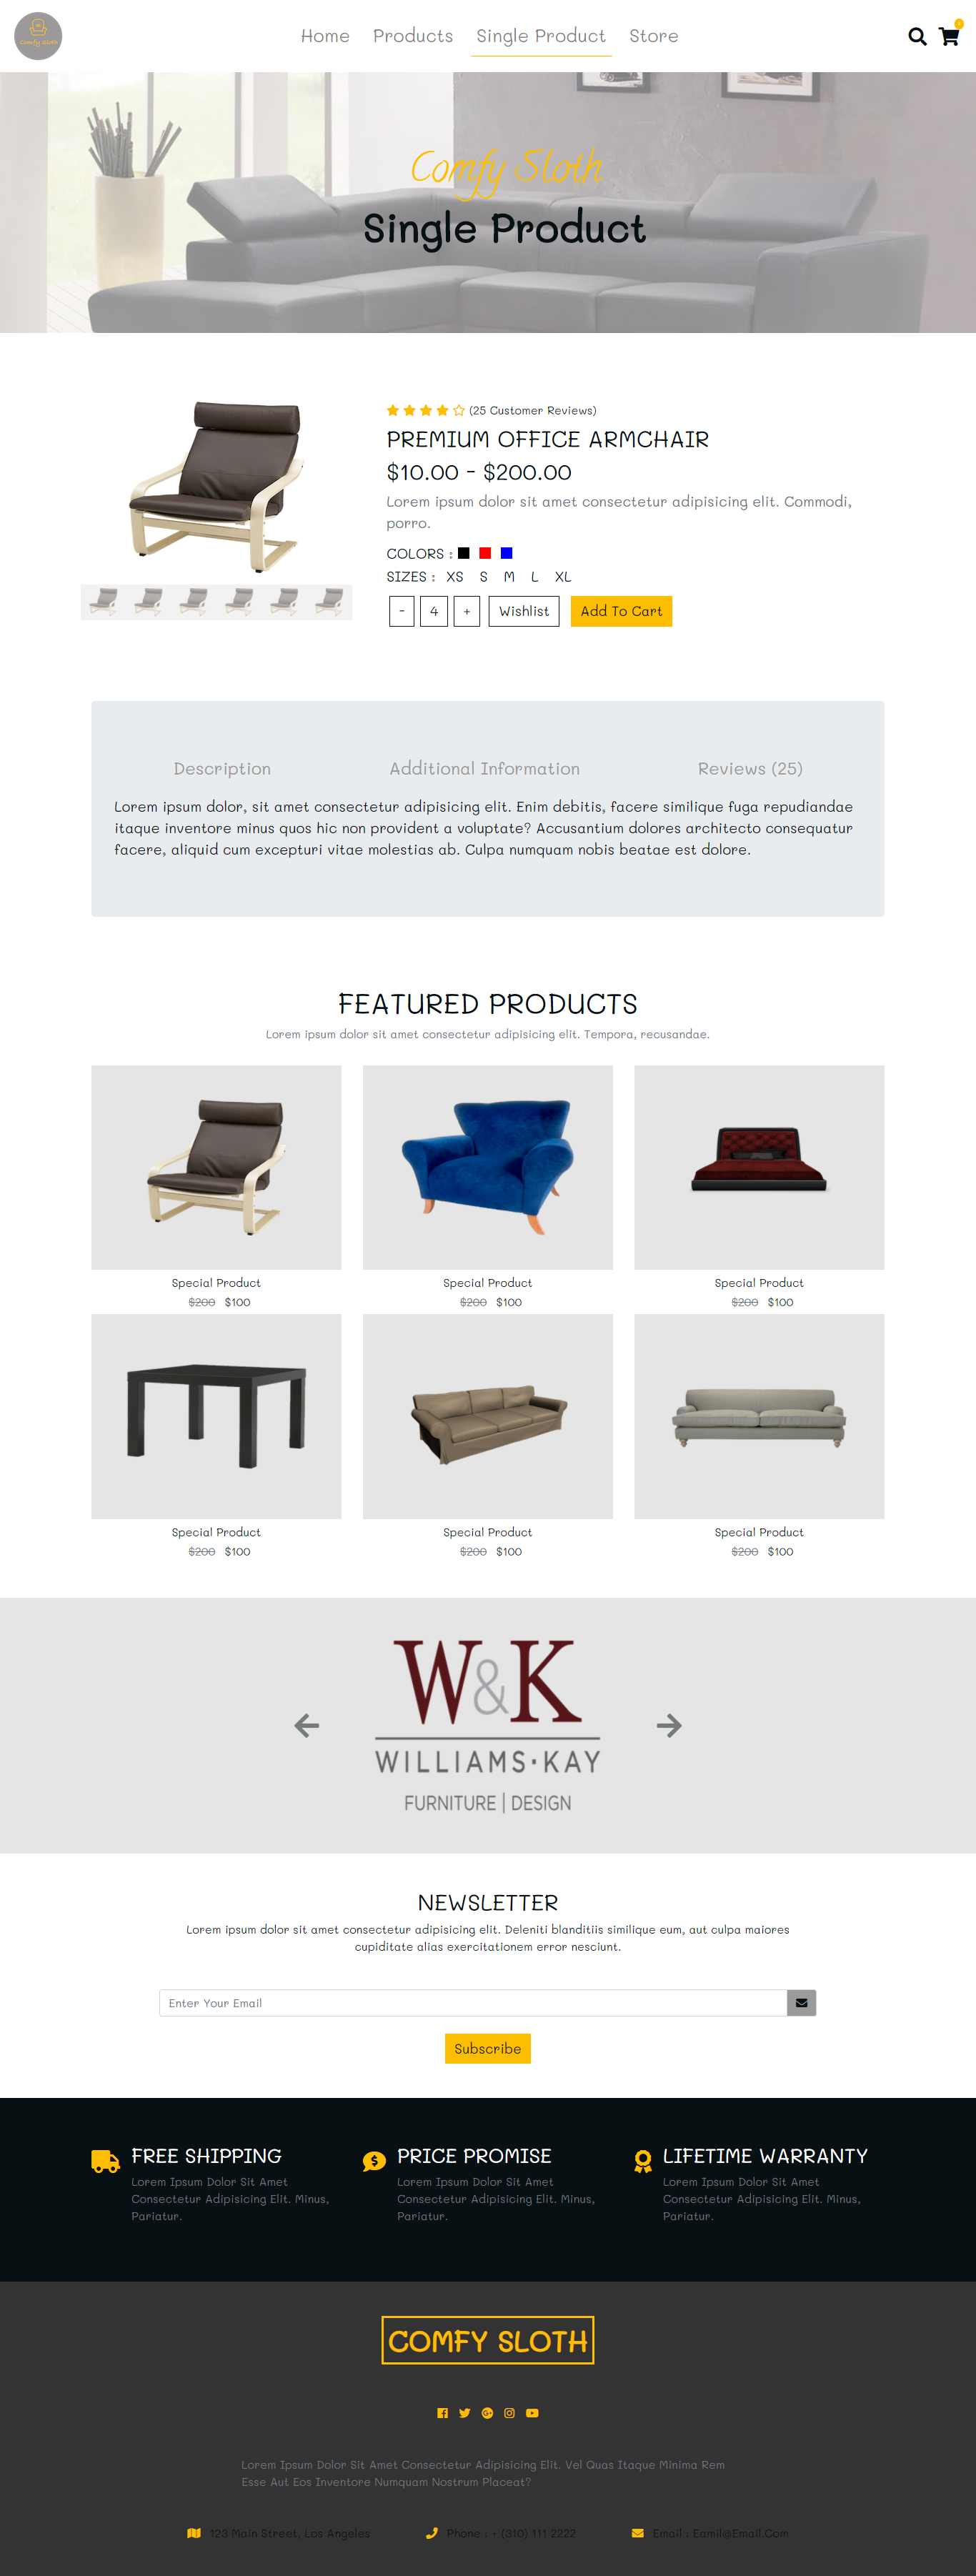 Comfy Sloth
Home Products Single Product Store
Comfy Sloth
Single Product
(25 Customer Reviews)
PREMIUM OFFICE ARMCHAIR
$10.00 - $200.00
Lorem ipsum dolor sit amet consectetur adipisicing elit. Commodi,
porro.
COLORS :
SIZES : XS S M L XL
- 4 + Wishlist Add To Cart
Description Additional Information Reviews (25)
Lorem ipsum dolor, sit amet consectetur adipisicing elit. Enim debitis, facere similique fuga repudiandae
itaque inventore minus quos hic non provident a voluptate? Accusantium dolores architecto consequatur
facere, aliquid cum excepturi vitae molestias ab. Culpa numquam nobis beatae est dolore.
FEATURED PRODUCTS
Lorem ipsum dolor sit amet consectetur adipisicing elit. Tempora, recusandae.
Special Product Special Product Special Product
$200 $100 $200 $100 $200 $100
Special Product Special Product Special Product
$200 $100 $200 $100 $200 $100
W&K
WILLIAMS·KAY
FURNITURE | DESIGN
NEWSLETTER
Lorem ipsum dolor sit amet consectetur adipisicing elit. Deleniti blanditiis similique eum, aut culpa maiores
cupiditate alias exercitationem error nesciunt.
Enter Your Email
Subscribe
FREE SHIPPING
Lorem Ipsum Dolor Sit Amet
Consectetur Adipisicing Elit. Minus,
Pariatur.
PRICE PROMISE
Lorem Ipsum Dolor Sit Amet
Consectetur Adipisicing Elit. Minus,
Pariatur.
LIFETIME WARRANTY
Lorem Ipsum Dolor Sit Amet
Consectetur Adipisicing Elit. Minus,
Pariatur.
COMFY SLOTH
Lorem Ipsum Dolor Sit Amet Consectetur Adipisicing Elit. Vel Quas Itaque Minima Rem
Esse Aut Eos Inventore Numquam Nostrum Placeat?
123 Main Street, Los Angeles Phone : + (310) 111 2222 Email : Eamil@Email.Com